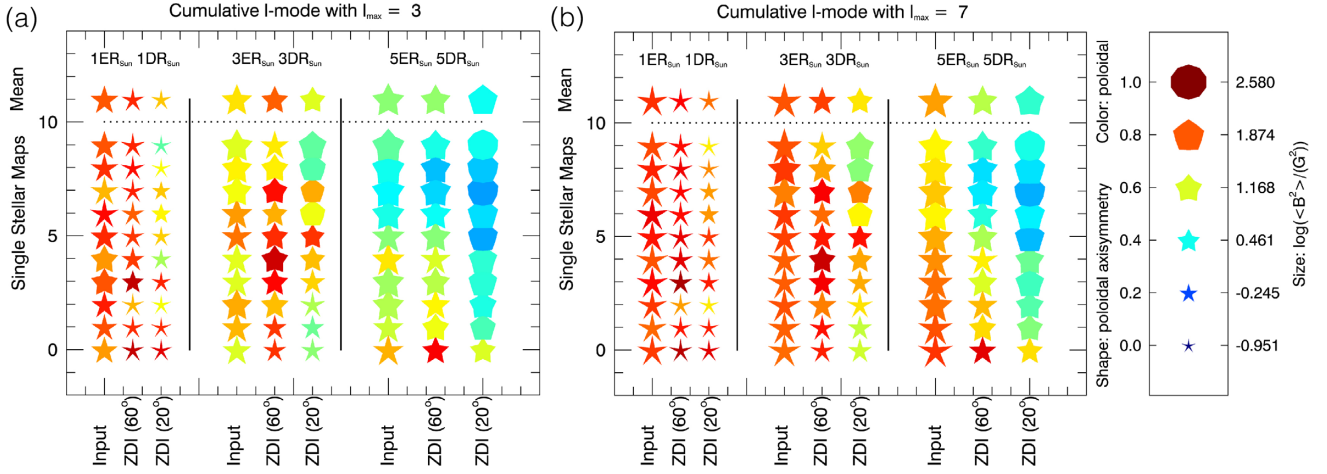 (a)
Cumulative l-mode with l_max = 3
1ER_Sun 1DR_Sun 3ER_Sun 3DR_Sun 5ER_Sun 5DR_Sun
Mean
Single Stellar Maps
10
5
0
Input ZDI (60°) ZDI (20°) Input ZDI (60°) ZDI (20°) Input ZDI (60°) ZDI (20°)
(b)
Cumulative l-mode with l_max = 7
1ER_Sun 1DR_Sun 3ER_Sun 3DR_Sun 5ER_Sun 5DR_Sun
Mean
Single Stellar Maps
10
5
0
Input ZDI (60°) ZDI (20°) Input ZDI (60°) ZDI (20°) Input ZDI (60°) ZDI (20°)
Shape: poloidal axisymmetry Color: poloidal
1.0 2.580
0.8 1.874
0.6 1.168
0.4 0.461
0.2 -0.245
0.0 -0.951
Size: log(<B²>/(G²)